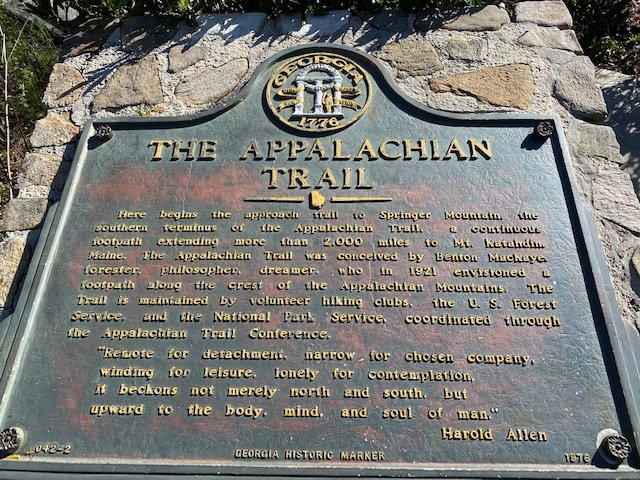 GEORGIA
1776
THE APPALACHIAN
TRAIL
Here begins the approach trail to Springer Mountain, the
southern terminus of the Appalachian Trail, a continuous
footpath extending more than 2,000 miles to Mt. Katahdin,
Maine. The Appalachian Trail was conceived by Benton Mackaye,
forester, philosopher, dreamer, who in 1921 envisioned a
footpath along the crest of the Appalachian Mountains. The
Trail is maintained by volunteer hiking clubs, the U. S. Forest
Service, and the National Park Service, coordinated through
the Appalachian Trail Conference.
"Remote for detachment, narrow for chosen company,
winding for leisure, lonely for contemplation,
it beckons not merely north and south, but
upward to the body, mind, and soul of man."
Harold Allen
042-2 GEORGIA HISTORIC MARKER 1976